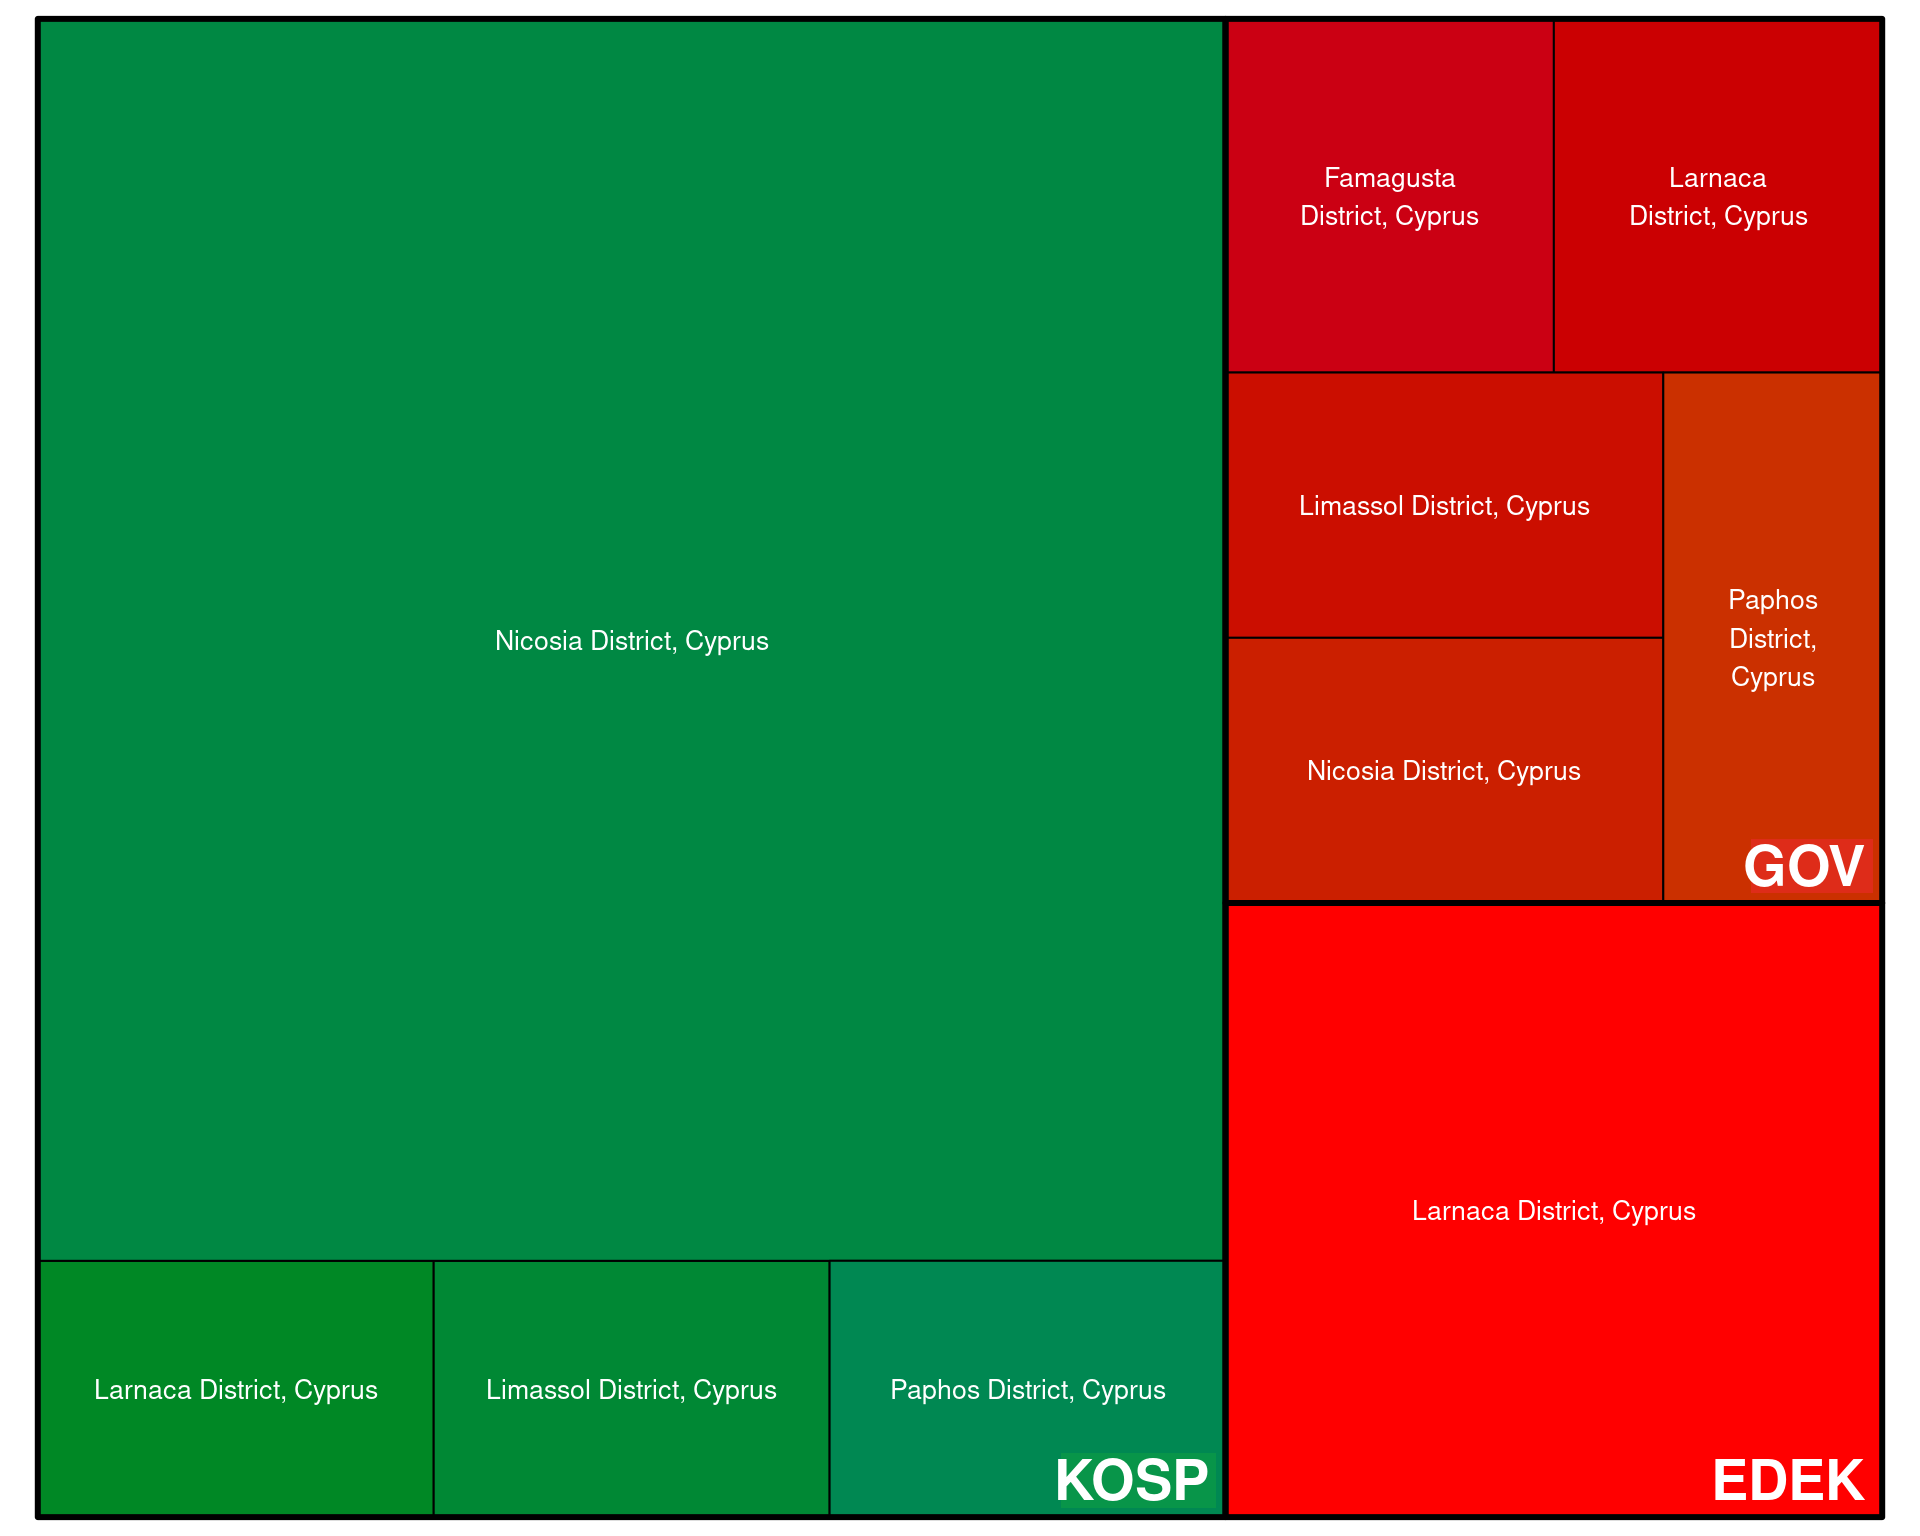 Nicosia District, Cyprus
Larnaca District, Cyprus
Limassol District, Cyprus
Paphos District, Cyprus
KOSP
Famagusta
District, Cyprus
Larnaca
District, Cyprus
Limassol District, Cyprus
Nicosia District, Cyprus
Paphos
District,
Cyprus
GOV
Larnaca District, Cyprus
EDEK